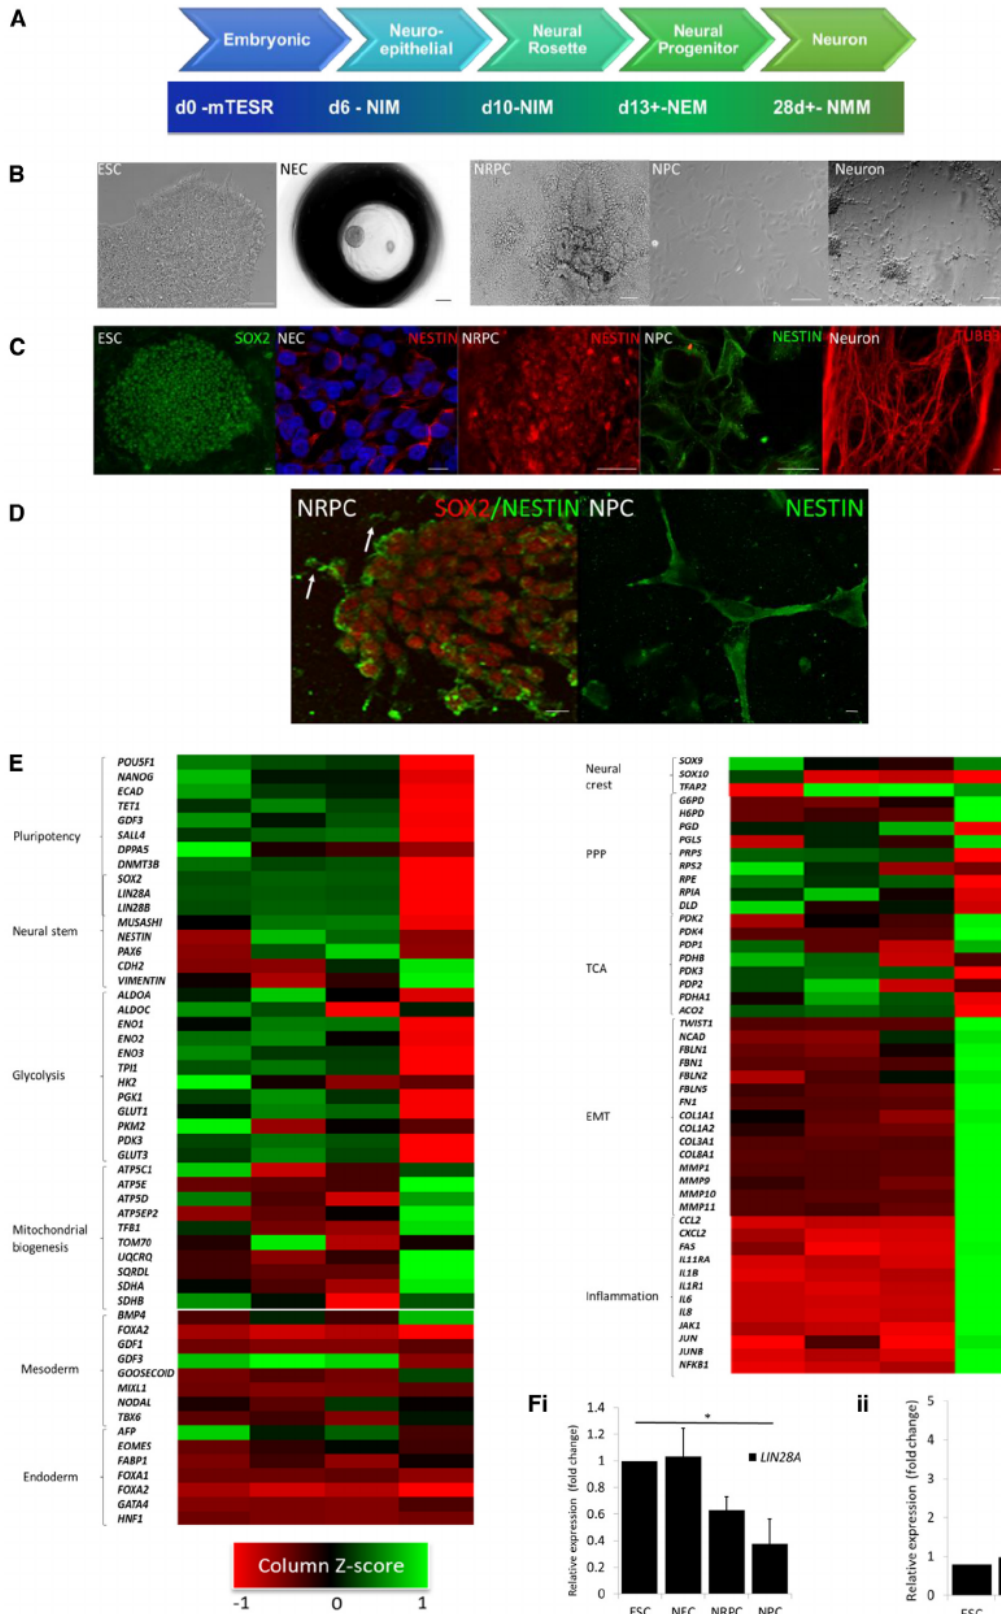 A
Embryonic
Neuro-
epithelial
Neural
Rosette
Neural
Progenitor
Neuron
d0 -mTESR
d6 - NIM
d10-NIM
d13+-NEM
28d+- NMM
B
ESC
NEC
NRPC
NPC
Neuron
C
ESC
SOX2
NEC
NESTIN
NRPC
NESTIN
NPC
NESTIN
Neuron
TUBB3
D
NRPC
SOX2/NESTIN
NPC
NESTIN
E
Pluripotency
POU5F1
NANOG
ECAD
TET1
GDF3
SALL4
DPPA5
DNMT3B
Neural stem
SOX2
LIN28A
LIN28B
MUSASHI
NESTIN
PAX6
CDH2
VIMENTIN
Glycolysis
ALDOA
ALDOC
ENO1
ENO2
ENO3
TPI1
HK2
PGK1
GLUT1
PKM2
PDK3
GLUT3
Mitochondrial
biogenesis
ATP5C1
ATP5E
ATP5D
ATP5EP2
TFB1
TOM70
UQCRQ
SQRDL
SDHA
SDHB
Mesoderm
BMP4
FOXA2
GDF1
GDF3
GOOSECOID
MIXL1
NODAL
TBX6
Endoderm
AFP
EOMES
FABP1
FOXA1
FOXA2
GATA4
HNF1
Column Z-score
-1
0
1
Neural
crest
SOX9
SOX10
TFAP2
PPP
G6PD
H6PD
PGD
PGLS
PRPS
RPS2
RPE
RPIA
DLD
TCA
PDK2
PDK4
PDP1
PDHB
PDK3
PDP2
PDHA1
ACO2
EMT
TWIST1
NCAD
FBLN1
FBN1
FBLN2
FBLN5
FN1
COL1A1
COL1A2
COL3A1
COL8A1
MMP1
MMP9
MMP10
MMP11
Inflammation
CCL2
CXCL2
FAS
IL11RA
IL1B
IL1R1
IL6
IL8
JAK1
JUN
JUNB
NFKB1
Fi
Relative expression (fold change)
1.4
1.2
1
0.8
0.6
0.4
0.2
0
*
LIN28A
ESC
NEC
NRPC
NPC
ii
Relative expression (fold change)
5
4
3
2
1
0
ESC